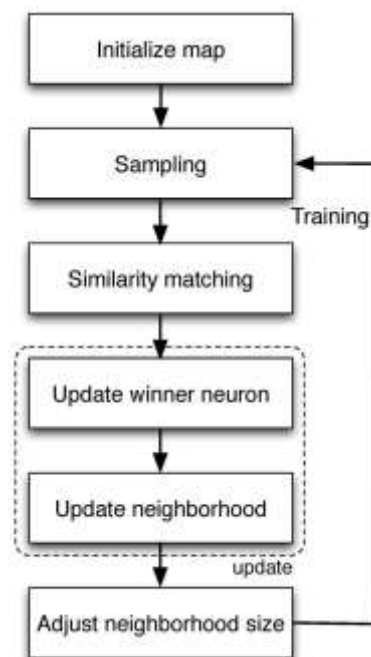 Initialize map
Sampling
Training
Similarity matching
Update winner neuron
Update neighborhood
update
Adjust neighborhood size